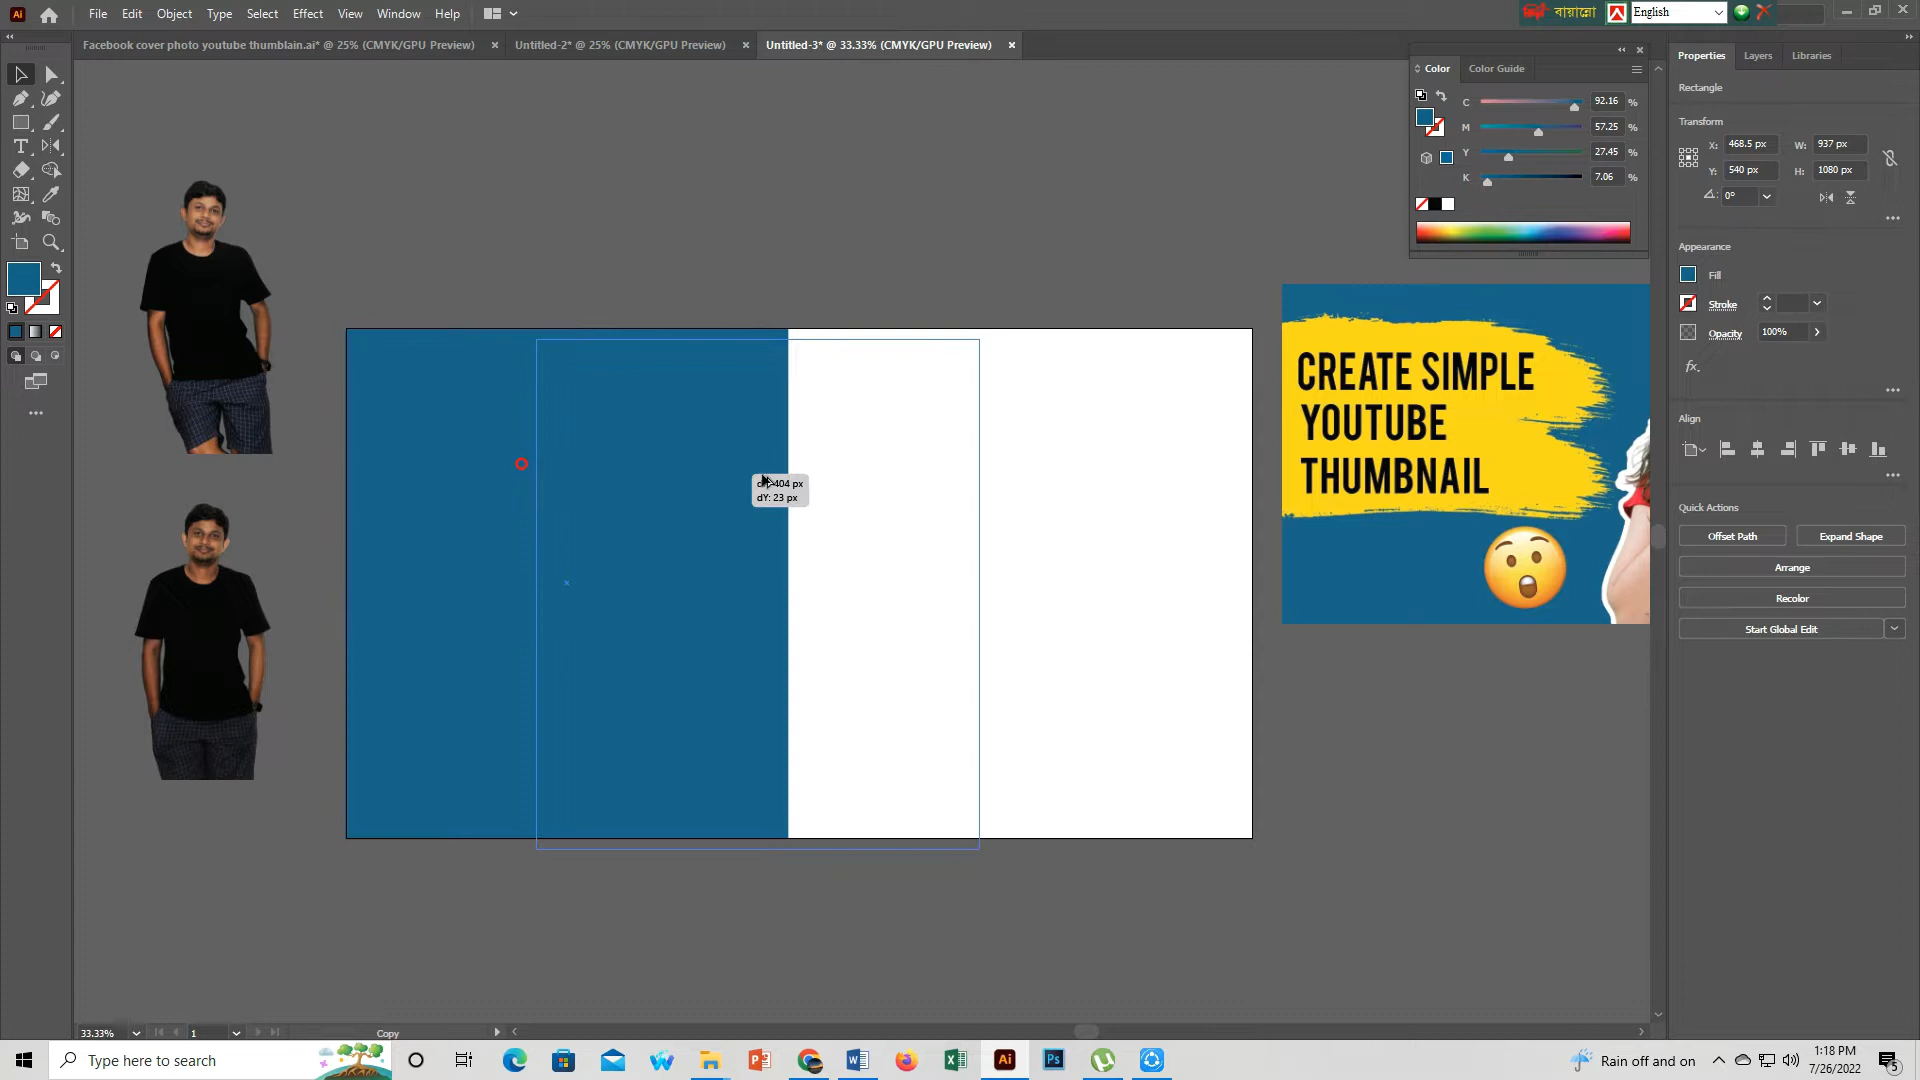 File Edit Object Type Select Effect View Window Help
বায়ান্নো English
Facebook cover photo youtube thumblain.ai* @ 25% (CMYK/GPU Preview) Untitled-2* @ 25% (CMYK/GPU Preview) Untitled-3* @ 33.33% (CMYK/GPU Preview)
Color Color Guide
C 92.16 %
M 57.25 %
Y 27.45 %
K 7.06 %
Properties Layers Libraries
Rectangle
Transform
X: 468.5 px W: 937 px
Y: 540 px H: 1080 px
0°
Appearance
Fill
Stroke
Opacity 100%
fx.
Align
Quick Actions
Offset Path Expand Shape
Arrange
Recolor
Start Global Edit
CREATE SIMPLE
YOUTUBE
THUMBNAIL
404 px
dY: 23 px
33.33% 1 Copy
Type here to search
Rain off and on
1:18 PM
7/26/2022
5